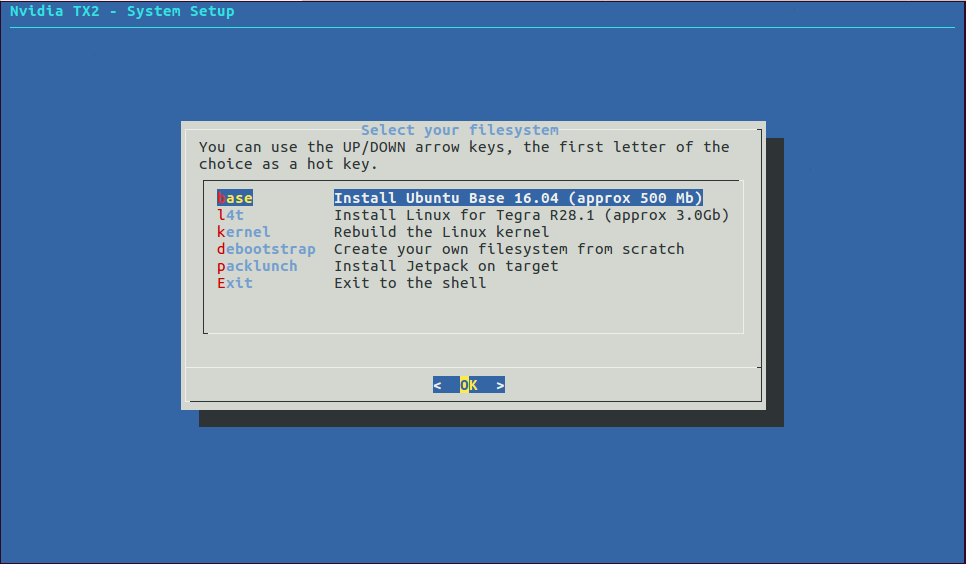 Nvidia TX2 - System Setup
Select your filesystem
You can use the UP/DOWN arrow keys, the first letter of the
choice as a hot key.
base Install Ubuntu Base 16.04 (approx 500 Mb)
l4t Install Linux for Tegra R28.1 (approx 3.0Gb)
kernel Rebuild the Linux kernel
debootstrap Create your own filesystem from scratch
packlunch Install Jetpack on target
Exit Exit to the shell
< OK >